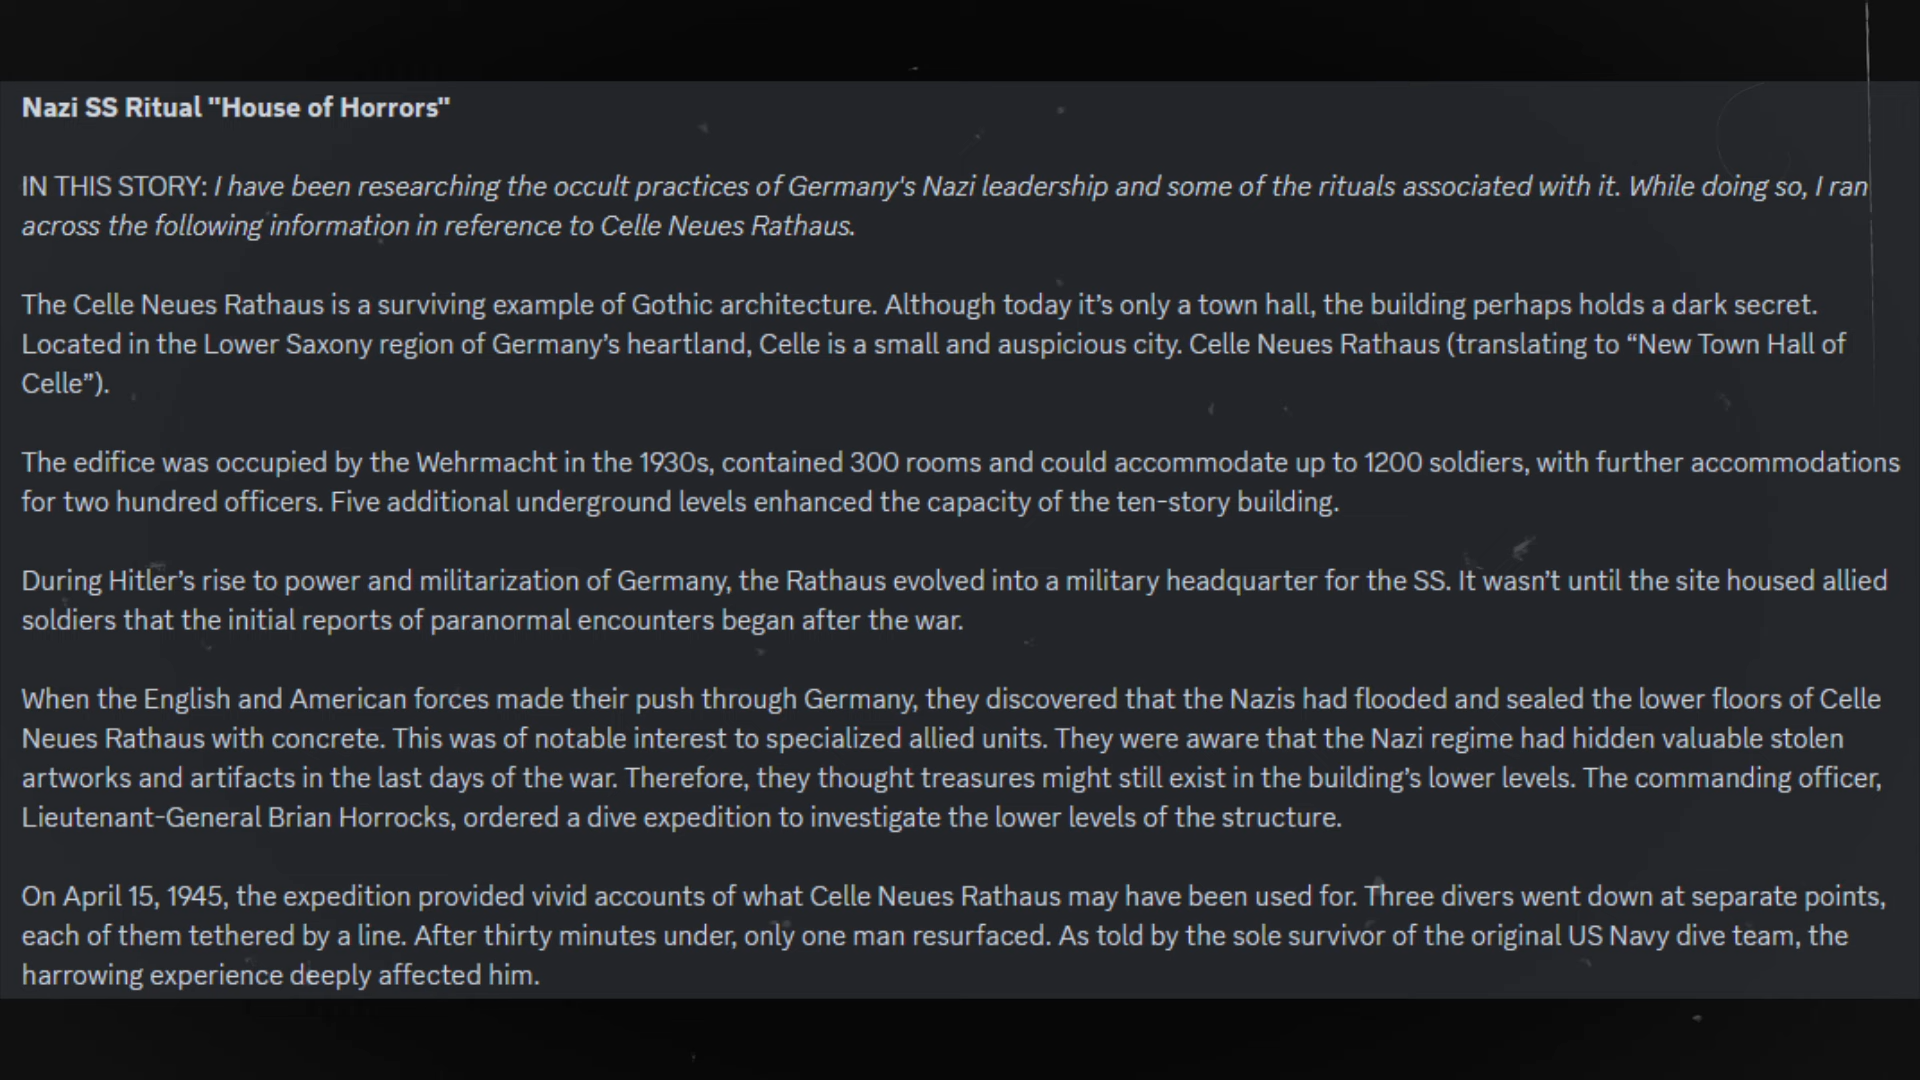 Nazi SS Ritual "House of Horrors"
IN THIS STORY: I have been researching the occult practices of Germany's Nazi leadership and some of the rituals associated with it. While doing so, I ran
across the following information in reference to Celle Neues Rathaus.
The Celle Neues Rathaus is a surviving example of Gothic architecture. Although today it’s only a town hall, the building perhaps holds a dark secret.
Located in the Lower Saxony region of Germany’s heartland, Celle is a small and auspicious city. Celle Neues Rathaus (translating to “New Town Hall of
Celle”).
The edifice was occupied by the Wehrmacht in the 1930s, contained 300 rooms and could accommodate up to 1200 soldiers, with further accommodations
for two hundred officers. Five additional underground levels enhanced the capacity of the ten-story building.
During Hitler’s rise to power and militarization of Germany, the Rathaus evolved into a military headquarter for the SS. It wasn’t until the site housed allied
soldiers that the initial reports of paranormal encounters began after the war.
When the English and American forces made their push through Germany, they discovered that the Nazis had flooded and sealed the lower floors of Celle
Neues Rathaus with concrete. This was of notable interest to specialized allied units. They were aware that the Nazi regime had hidden valuable stolen
artworks and artifacts in the last days of the war. Therefore, they thought treasures might still exist in the building’s lower levels. The commanding officer,
Lieutenant-General Brian Horrocks, ordered a dive expedition to investigate the lower levels of the structure.
On April 15, 1945, the expedition provided vivid accounts of what Celle Neues Rathaus may have been used for. Three divers went down at separate points,
each of them tethered by a line. After thirty minutes under, only one man resurfaced. As told by the sole survivor of the original US Navy dive team, the
harrowing experience deeply affected him.